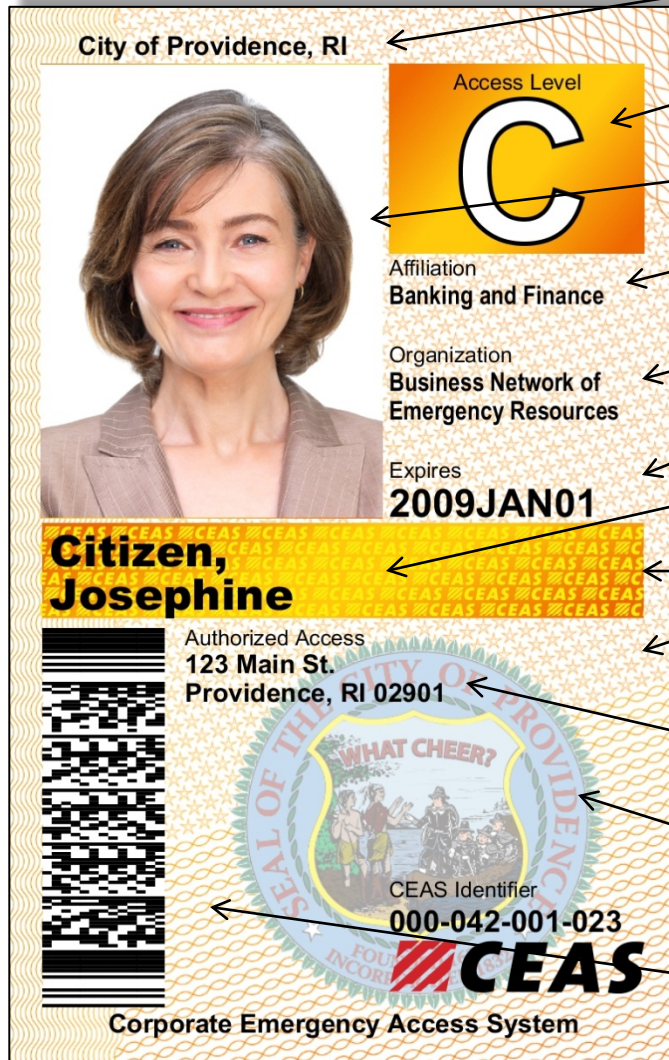 City of Providence, RI
Access Level
C
Affiliation
Banking and Finance
Organization
Business Network of
Emergency Resources
Expires
2009JAN01
Citizen,
Josephine
Authorized Access
123 Main St.
Providence, RI 02901
SEAL OF THE CITY OF PROVIDENCE
WHAT CHEER?
CEAS Identifier
000-042-001-023
CEAS
Corporate Emergency Access System